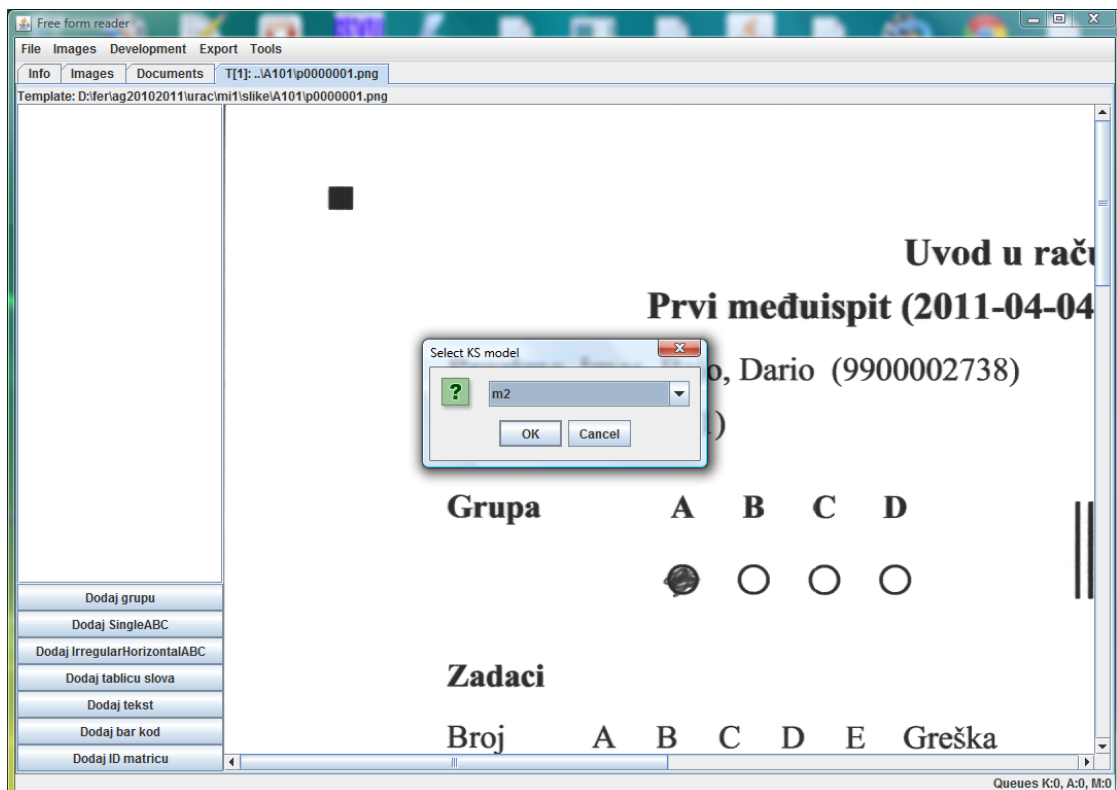 Free form reader
File Images Development Export Tools
Info Images Documents T[1]: ..\A101\p0000001.png
Template: D:\fer\ag20102011\urac\mi1\slike\A101\p0000001.png
Uvod u raču
Prvi međuispit (2011-04-04
Select KS model
o, Dario (9900002738)
m2
)
OK Cancel
Grupa A B C D
Dodaj grupu
Dodaj SingleABC
Dodaj IrregularHorizontalABC
Dodaj tablicu slova
Dodaj tekst
Dodaj bar kod
Dodaj ID matricu
Zadaci
Broj A B C D E Greška
Queues K:0, A:0, M:0